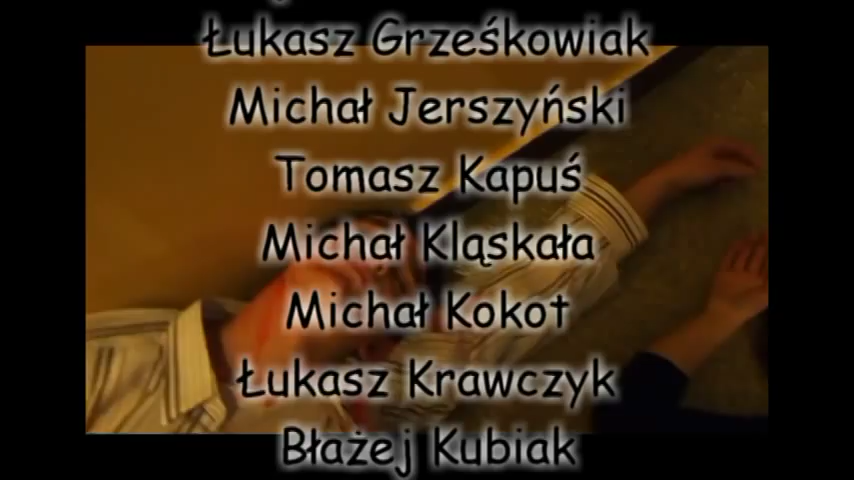 Łukasz Grześkowiak
Michał Jerszyński
Tomasz Kapuś
Michał Kląskała
Michał Kokot
Łukasz Krawczyk
Błażej Kubiak